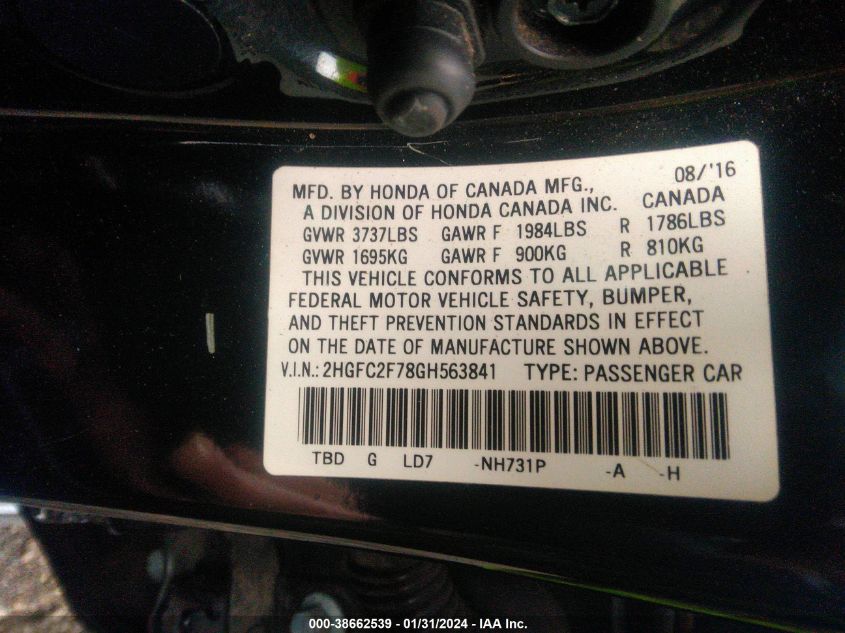 08/'16
MFD. BY HONDA OF CANADA MFG.,
A DIVISION OF HONDA CANADA INC. CANADA
GVWR 3737LBS GAWR F 1984LBS R 1786LBS
GVWR 1695KG GAWR F 900KG R 810KG
THIS VEHICLE CONFORMS TO ALL APPLICABLE
FEDERAL MOTOR VEHICLE SAFETY, BUMPER,
AND THEFT PREVENTION STANDARDS IN EFFECT
ON THE DATE OF MANUFACTURE SHOWN ABOVE.
V.I.N.: 2HGFC2F78GH563841 TYPE: PASSENGER CAR
TBD G LD7 -NH731P -A -H
000-38662539 - 01/31/2024 - IAA Inc.